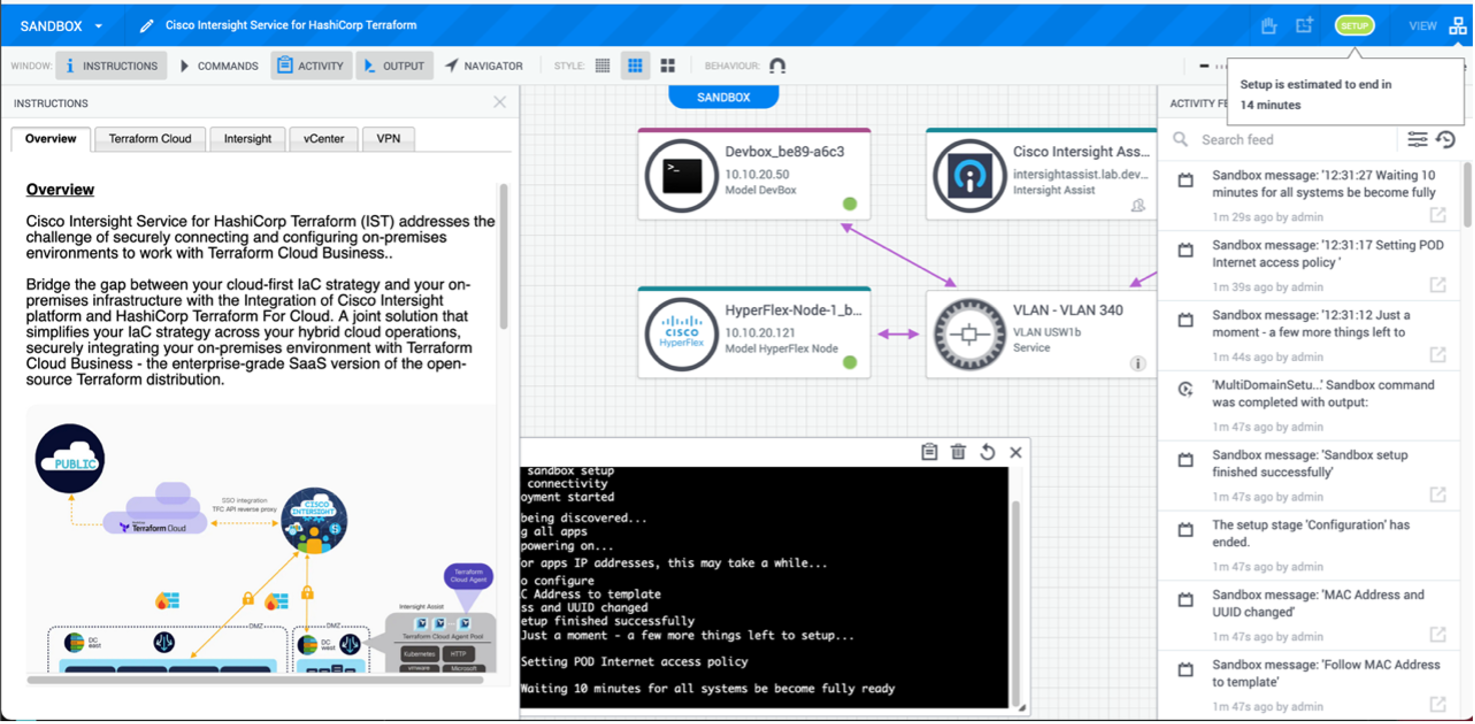 SANDBOX
Cisco Intersight Service for HashiCorp Terraform
SETUP
VIEW
WINDOW:
INSTRUCTIONS
COMMANDS
ACTIVITY
OUTPUT
NAVIGATOR
STYLE:
BEHAVIOUR:
Setup is estimated to end in
14 minutes
INSTRUCTIONS
Overview
Terraform Cloud
Intersight
vCenter
VPN
Overview
Cisco Intersight Service for HashiCorp Terraform (IST) addresses the
challenge of securely connecting and configuring on-premises
environments to work with Terraform Cloud Business..
Bridge the gap between your cloud-first IaC strategy and your on-
premises infrastructure with the Integration of Cisco Intersight
platform and HashiCorp Terraform For Cloud. A joint solution that
simplifies your IaC strategy across your hybrid cloud operations,
securely integrating your on-premises environment with Terraform
Cloud Business - the enterprise-grade SaaS version of the open-
source Terraform distribution.
PUBLIC
Terraform Cloud
SSO integration
TFC API reverse proxy
CISCO
INTERSIGHT
Terraform
Cloud Agent
Intersight Assist
Terraform Cloud Agent Pool
Kubernetes
HTTP
vmware
Microsoft
DMZ
DMZ
DC
east
DC
west
SANDBOX
Devbox_be89-a6c3
10.10.20.50
Model DevBox
Cisco Intersight Ass...
intersightassist.lab.dev...
Intersight Assist
CISCO
HyperFlex
HyperFlex-Node-1_b...
10.10.20.121
Model HyperFlex Node
VLAN - VLAN 340
VLAN USW1b
Service
sandbox setup
connectivity
oyment started
being discovered...
g all apps
powering on...
or apps IP addresses, this may take a while...
o configure
C Address to template
ss and UUID changed
etup finished successfully
Just a moment - a few more things left to setup...
Setting POD Internet access policy
Waiting 10 minutes for all systems be become fully ready
ACTIVITY FE
Search feed
Sandbox message: '12:31:27 Waiting 10
minutes for all systems be become fully
1m 29s ago by admin
Sandbox message: '12:31:17 Setting POD
Internet access policy '
1m 39s ago by admin
Sandbox message: '12:31:12 Just a
moment - a few more things left to
1m 44s ago by admin
'MultiDomainSetu...' Sandbox command
was completed with output:
1m 47s ago by admin
Sandbox message: 'Sandbox setup
finished successfully'
1m 47s ago by admin
The setup stage 'Configuration' has
ended.
1m 47s ago by admin
Sandbox message: 'MAC Address and
UUID changed'
1m 47s ago by admin
Sandbox message: 'Follow MAC Address
to template'
1m 47s ago by admin